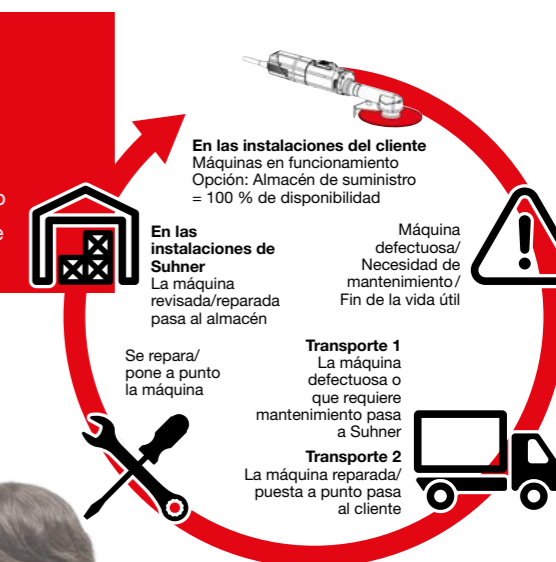 En las instalaciones del cliente
Máquinas en funcionamiento
Opción: Almacén de suministro
= 100 % de disponibilidad
Máquina
defectuosa/
Necesidad de
mantenimiento/
Fin de la vida útil
Transporte 1
La máquina
defectuosa o
que requiere
mantenimiento pasa
a Suhner
Transporte 2
La máquina reparada/
puesta a punto pasa
al cliente
Se repara/
pone a punto
la máquina
En las
instalaciones de
Suhner
La máquina
revisada/reparada
pasa al almacén